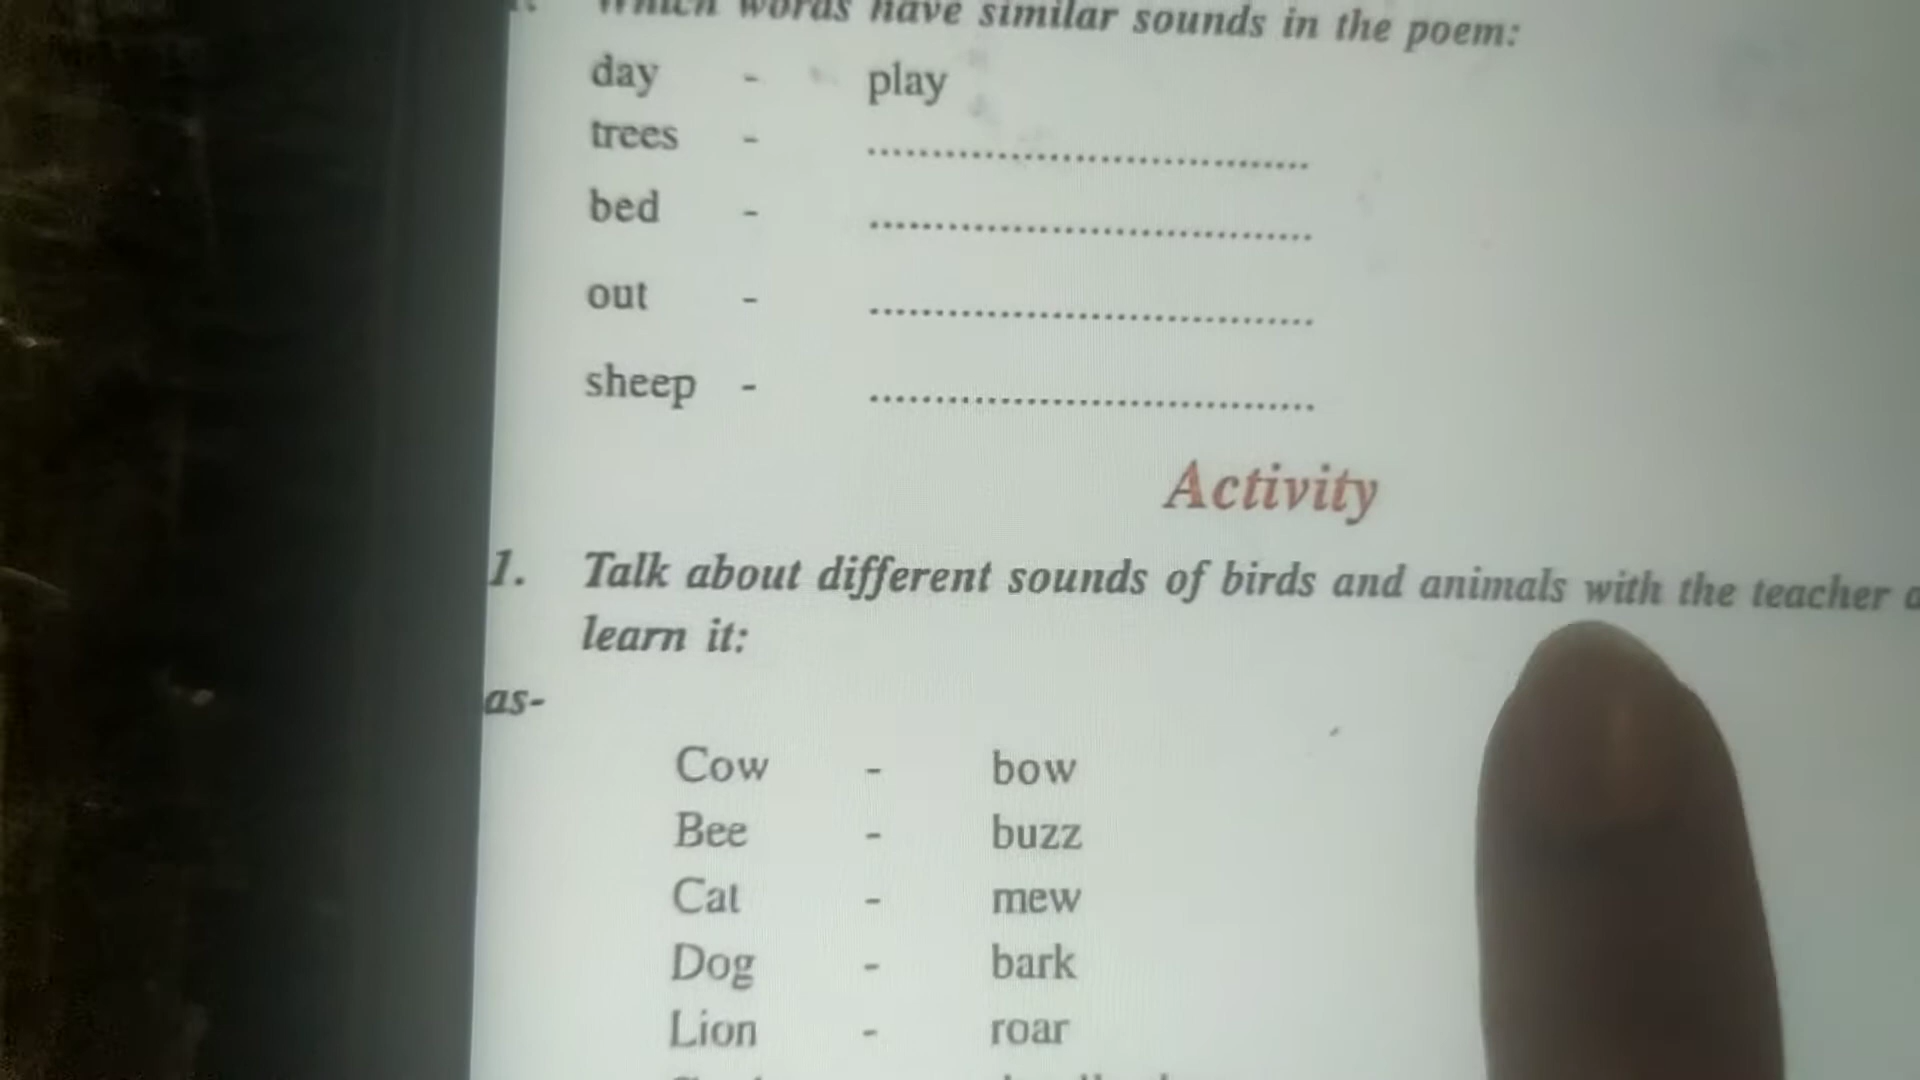 Which words have similar sounds in the poem:
day - play
trees - ..................................
bed - ..................................
out - ..................................
sheep - ..................................
Activity
1. Talk about different sounds of birds and animals with the teacher
learn it:
as-
Cow - bow
Bee - buzz
Cat - mew
Dog - bark
Lion - roar